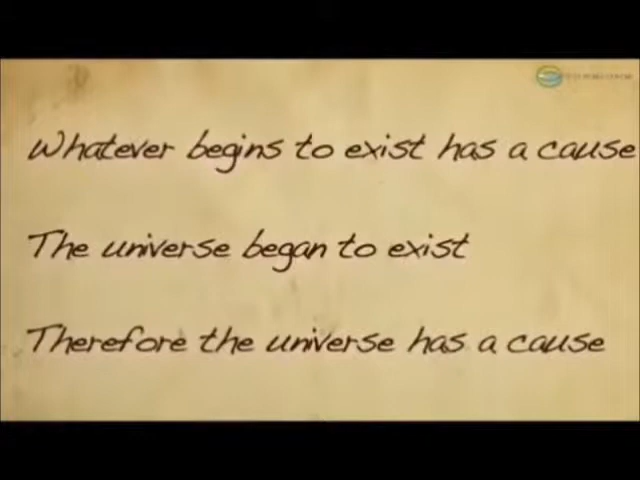 Whatever begins to exist has a cause
The universe began to exist
Therefore the universe has a cause